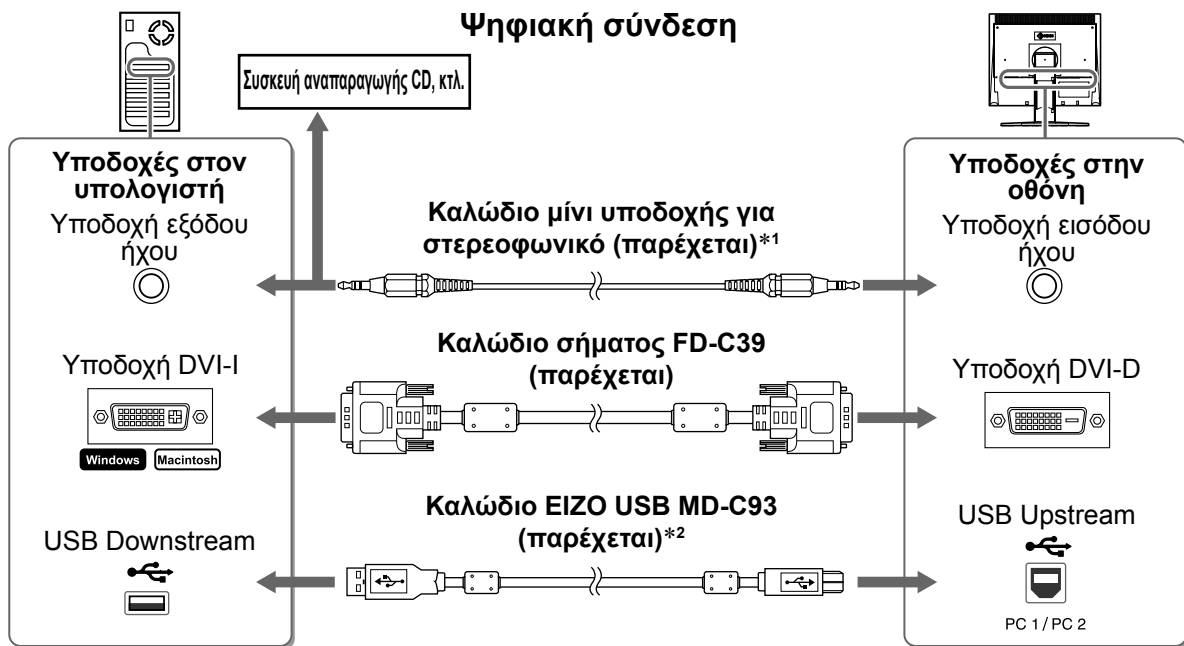 Ψηφιακή σύνδεση
Συσκευή αναπαραγωγής CD, κτλ.
Υποδοχές στον
υπολογιστή
Υποδοχή εξόδου
ήχου
Υποδοχή DVI-I
Windows Macintosh
USB Downstream
Καλώδιο μίνι υποδοχής για
στερεοφωνικό (παρέχεται)*1
Καλώδιο σήματος FD-C39
(παρέχεται)
Καλώδιο EIZO USB MD-C93
(παρέχεται)*2
Υποδοχές στην
οθόνη
Υποδοχή εισόδου
ήχου
Υποδοχή DVI-D
USB Upstream
PC 1 / PC 2